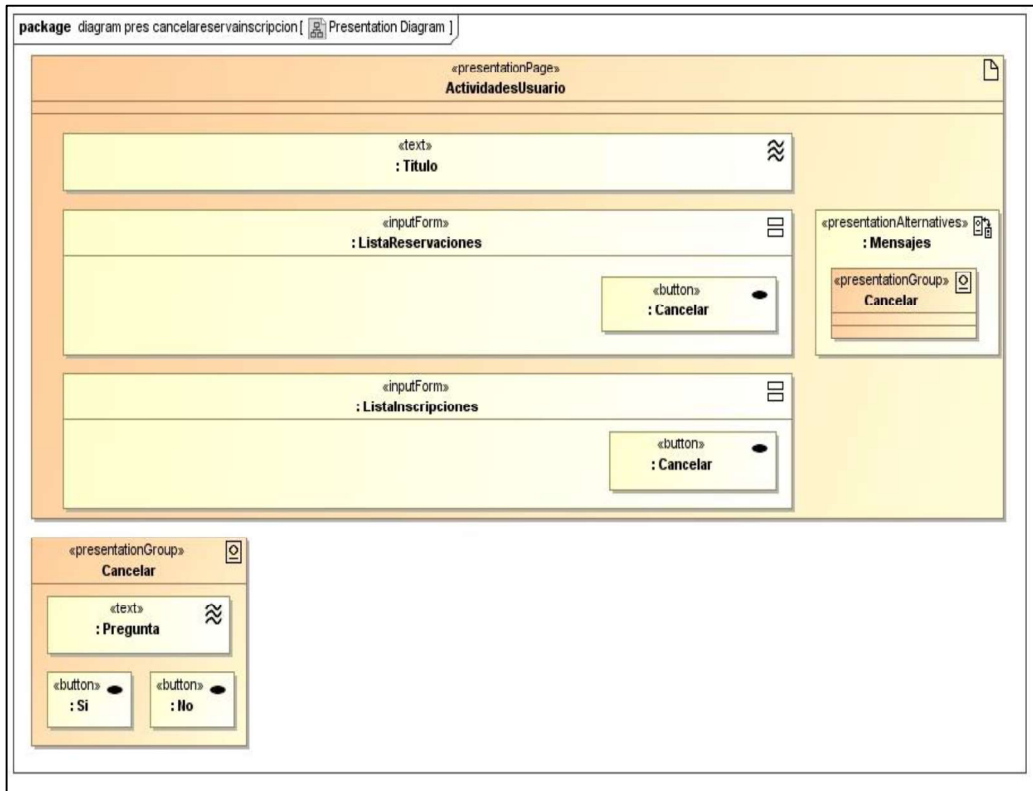 package diagram pres cancelareservainscripcion [ Presentation Diagram ]
«presentationPage»
ActividadesUsuario
«text»
: Titulo
«inputForm»
: ListaReservaciones
«button»
: Cancelar
«presentationAlternatives»
: Mensajes
«presentationGroup»
Cancelar
«inputForm»
: ListaInscripciones
«button»
: Cancelar
«presentationGroup»
Cancelar
«text»
: Pregunta
«button»
: Si
«button»
: No